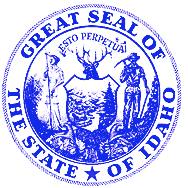 GREAT SEAL OF
THE STATE ★ OF IDAHO
ESTO PERPETUA